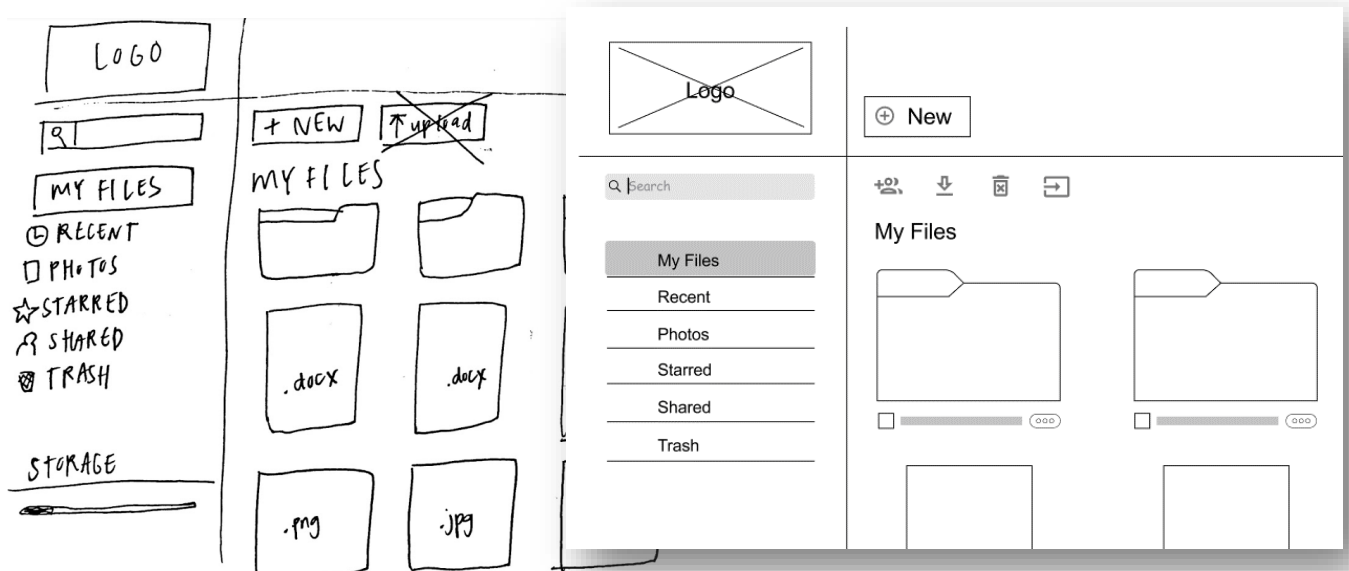 LOGO
+ NEW
↑ upload
MY FILES
MY FILES
RECENT
PHOTOS
STARRED
SHARED
TRASH
.docx
.docx
STORAGE
.png
.jpg
Logo
New
Search
My Files
My Files
Recent
Photos
Starred
Shared
Trash